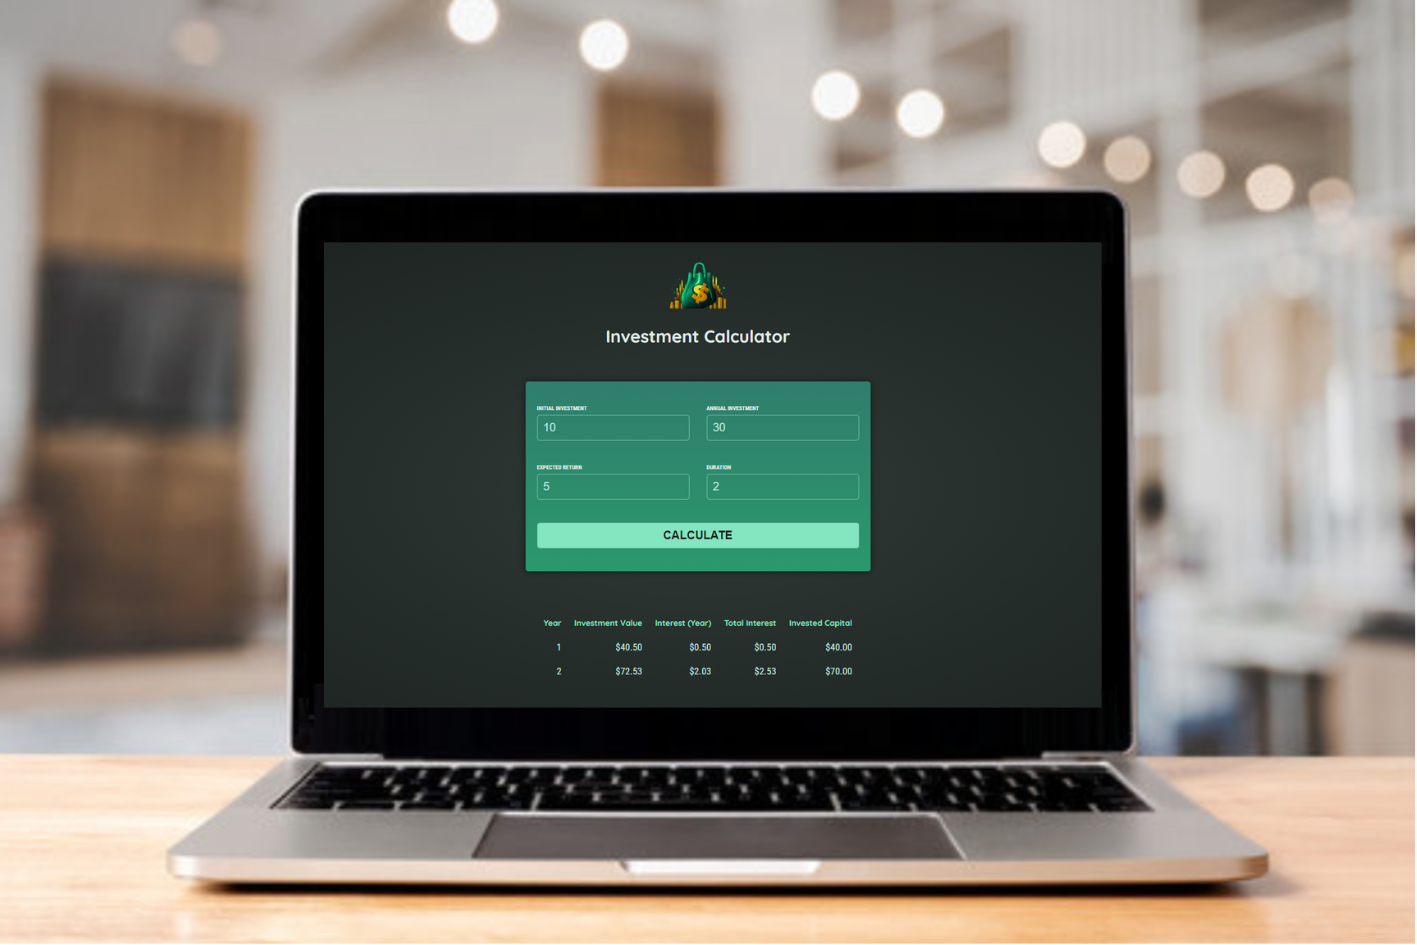 $
Investment Calculator
INITIAL INVESTMENT ANNUAL INVESTMENT
10 30
EXPECTED RETURN DURATION
5 2
CALCULATE
Year Investment Value Interest (Year) Total Interest Invested Capital
1 $40.50 $0.50 $0.50 $40.00
2 $72.53 $2.03 $2.53 $70.00